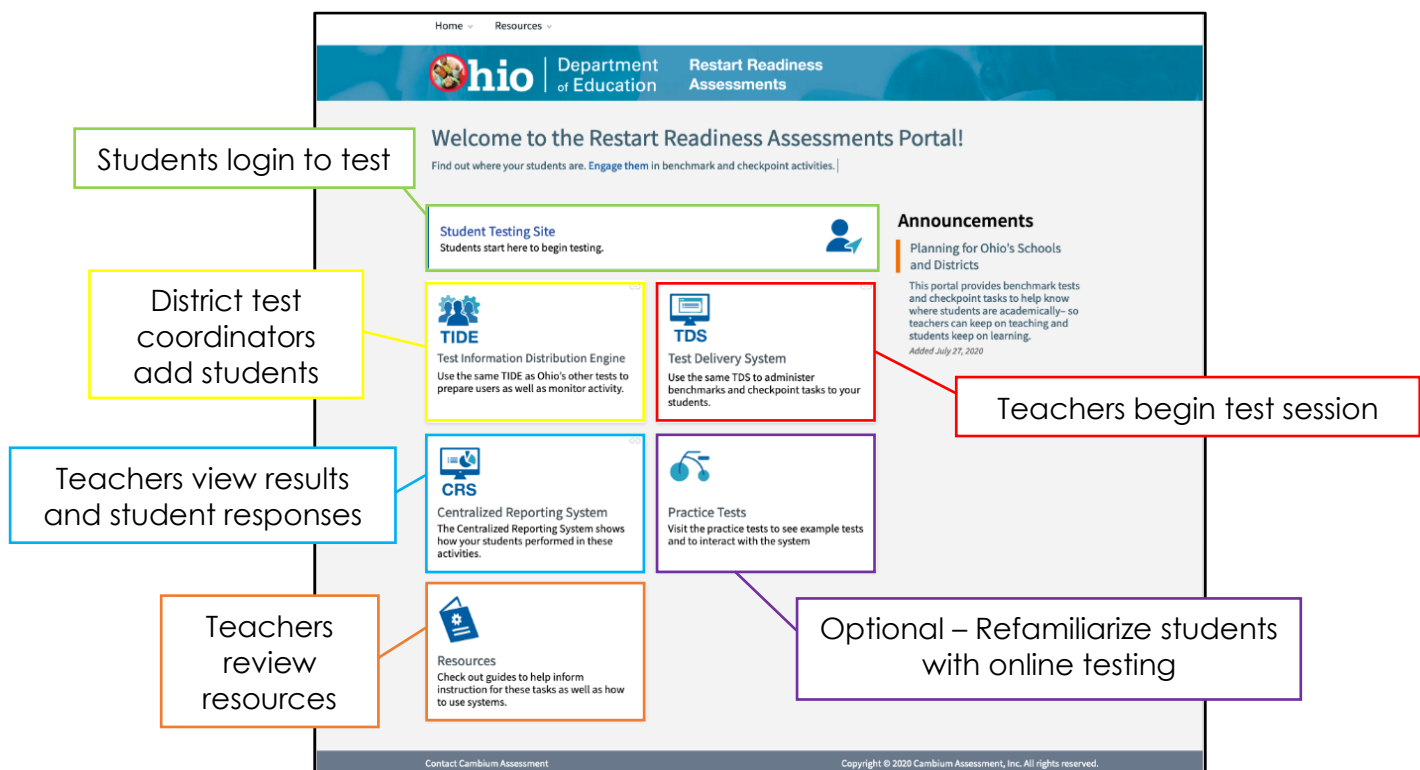 Home
Resources
Ohio
Department
of Education
Restart Readiness
Assessments
Welcome to the Restart Readiness Assessments Portal!
Find out where your students are. Engage them in benchmark and checkpoint activities.
Students login to test
Student Testing Site
Students start here to begin testing.
Announcements
Planning for Ohio's Schools
and Districts
This portal provides benchmark tests
and checkpoint tasks to help know
where students are academically– so
teachers can keep on teaching and
students keep on learning.
Added July 27, 2020
District test
coordinators
add students
TIDE
Test Information Distribution Engine
Use the same TIDE as Ohio's other tests to
prepare users as well as monitor activity.
TDS
Test Delivery System
Use the same TDS to administer
benchmarks and checkpoint tasks to your
students.
Teachers begin test session
Teachers view results
and student responses
CRS
Centralized Reporting System
The Centralized Reporting System shows
how your students performed in these
activities.
Practice Tests
Visit the practice tests to see example tests
and to interact with the system
Teachers
review
resources
Resources
Check out guides to help inform
instruction for these tasks as well as how
to use systems.
Optional – Refamiliarize students
with online testing
Contact Cambium Assessment
Copyright © 2020 Cambium Assessment, Inc. All rights reserved.